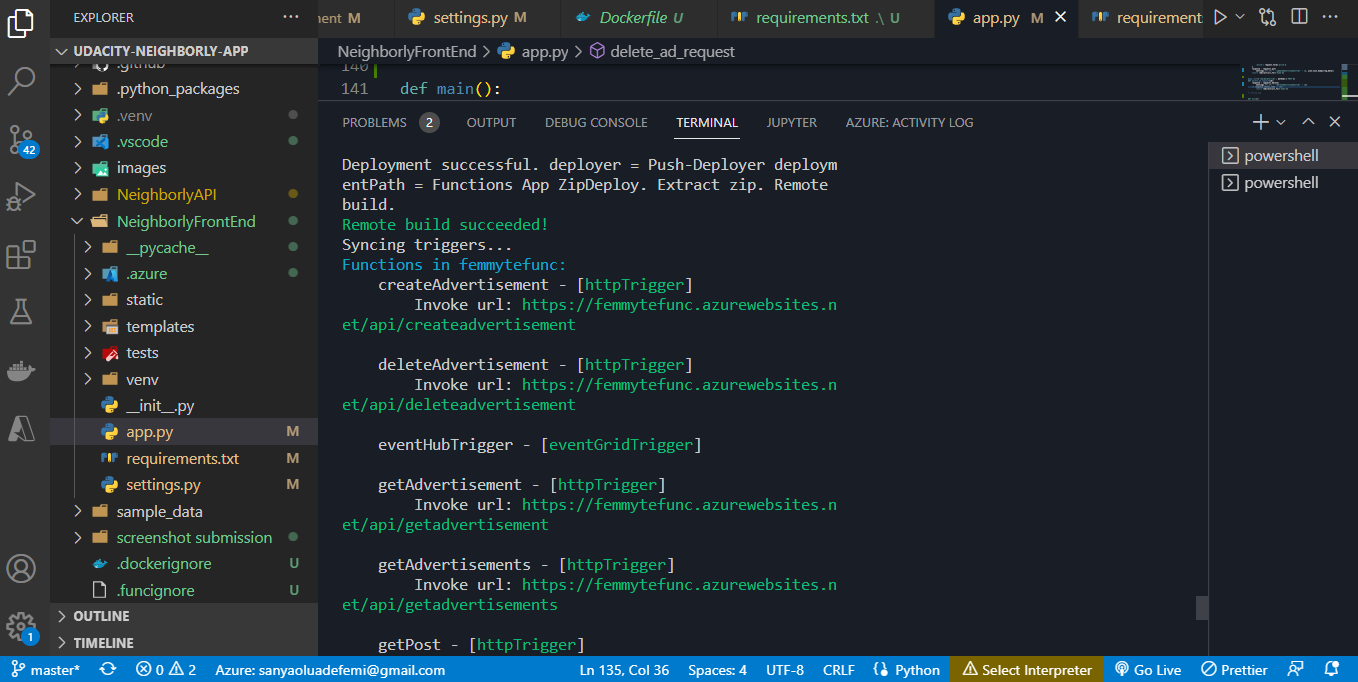 EXPLORER
UDACITY-NEIGHBORLY-APP
.github
.python_packages
.venv
.vscode
images
NeighborlyAPI
NeighborlyFrontEnd
__pycache__
.azure
static
templates
tests
venv
__init__.py
app.py M
requirements.txt M
settings.py M
sample_data
screenshot submission
.dockerignore U
.funcignore U
OUTLINE
TIMELINE
42
1
ment M
settings.py M
Dockerfile U
requirements.txt .\ U
app.py M
requirement
NeighborlyFrontEnd > app.py > delete_ad_request
140
141 def main():
PROBLEMS 2 OUTPUT DEBUG CONSOLE TERMINAL JUPYTER AZURE: ACTIVITY LOG
Deployment successful. deployer = Push-Deployer deploym
entPath = Functions App ZipDeploy. Extract zip. Remote
build.
Remote build succeeded!
Syncing triggers...
Functions in femmytefunc:
createAdvertisement - [httpTrigger]
Invoke url: https://femmytefunc.azurewebsites.n
et/api/createadvertisement
deleteAdvertisement - [httpTrigger]
Invoke url: https://femmytefunc.azurewebsites.n
et/api/deleteadvertisement
eventHubTrigger - [eventGridTrigger]
getAdvertisement - [httpTrigger]
Invoke url: https://femmytefunc.azurewebsites.n
et/api/getadvertisement
getAdvertisements - [httpTrigger]
Invoke url: https://femmytefunc.azurewebsites.n
et/api/getadvertisements
getPost - [httpTrigger]
powershell
powershell
master* 0 2 Azure: sanyaoluadefemi@gmail.com Ln 135, Col 36 Spaces: 4 UTF-8 CRLF Python Select Interpreter Go Live Prettier